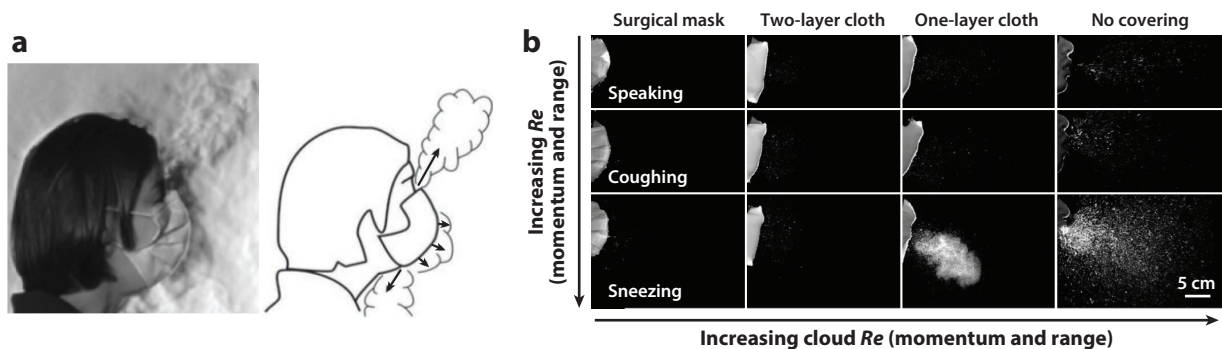 a
b
Surgical mask
Two-layer cloth
One-layer cloth
No covering
Increasing Re
(momentum and range)
Speaking
Coughing
Sneezing
5 cm
Increasing cloud Re (momentum and range)